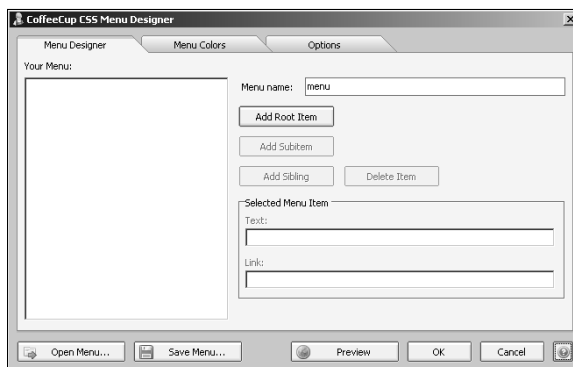 CoffeeCup CSS Menu Designer
Menu Designer
Menu Colors
Options
Your Menu:
Menu name: menu
Add Root Item
Add Subitem
Add Sibling
Delete Item
Selected Menu Item
Text:
Link:
Open Menu...
Save Menu...
Preview
OK
Cancel